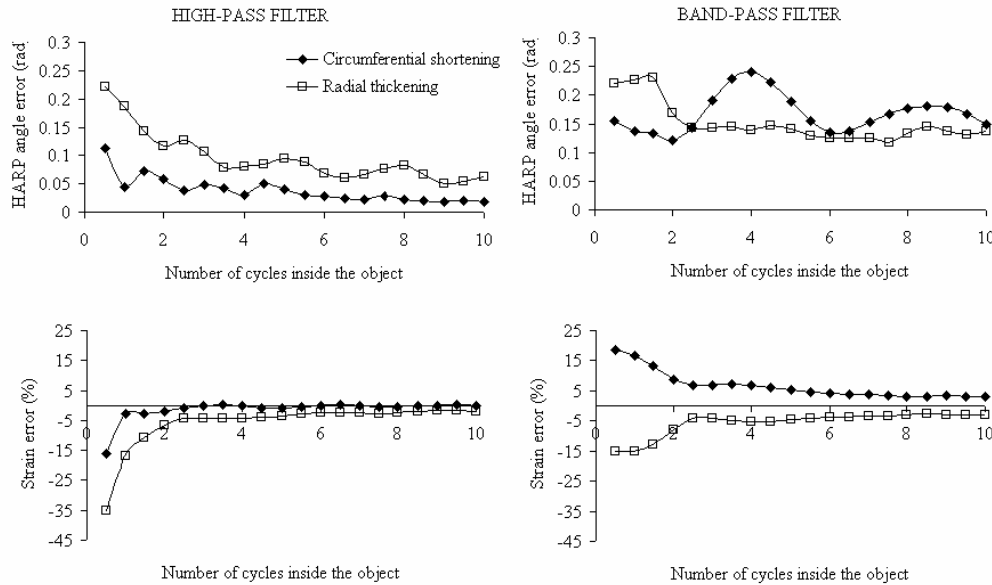 HIGH-PASS FILTER
HARP angle error (rad
0.3
0.25
0.2
0.15
0.1
0.05
0
0 2 4 6 8 10
Circumferential shortening
Radial thickening
Number of cycles inside the object
BAND-PASS FILTER
HARP angle error (rad
0.3
0.25
0.2
0.15
0.1
0.05
0
0 2 4 6 8 10
Number of cycles inside the object
Strain error (%)
25
15
5
-5
-15
-25
-35
-45
0 2 4 6 8 10
Number of cycles inside the object
Strain error (%)
25
15
5
-5
-15
-25
-35
-45
0 2 4 6 8 10
Number of cycles inside the object